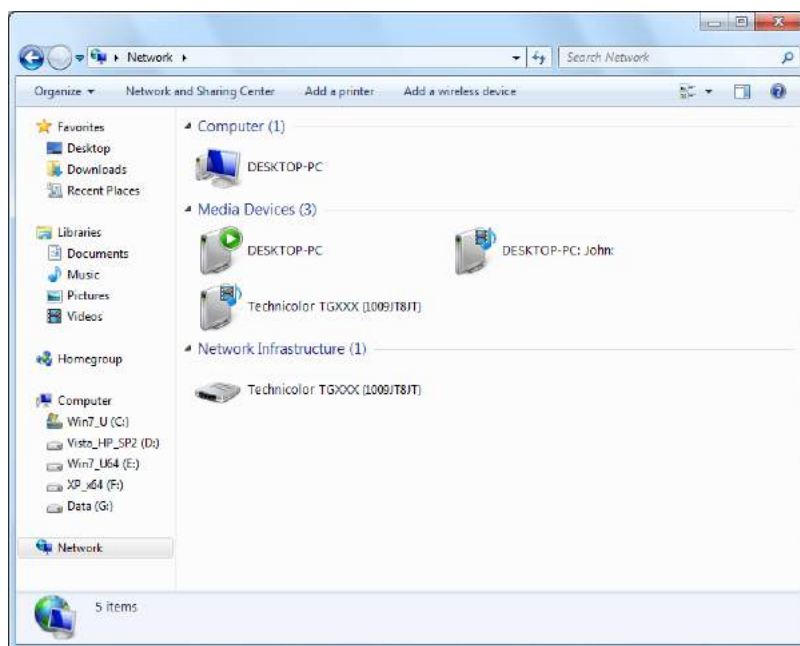 Network
Search Network
Organize
Network and Sharing Center
Add a printer
Add a wireless device
Favorites
Desktop
Downloads
Recent Places
Libraries
Documents
Music
Pictures
Videos
Homegroup
Computer
Win7_U (C:)
Vista_HP_SP2 (D:)
Win7_U64 (E:)
XP_x64 (F:)
Data (G:)
Network
Computer (1)
DESKTOP-PC
Media Devices (3)
DESKTOP-PC
DESKTOP-PC: John:
Technicolor TGXXX (1009JT8JT)
Network Infrastructure (1)
Technicolor TGXXX (1009JT8JT)
5 items